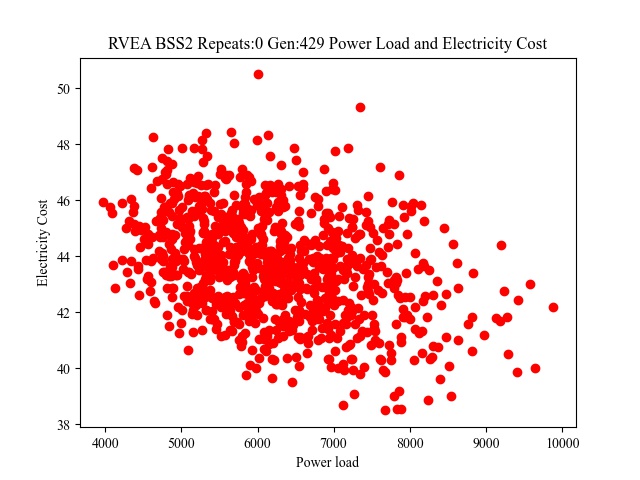 RVEA BSS2 Repeats:0 Gen:429 Power Load and Electricity Cost
50
48
46
44
42
40
38
Electricity Cost
4000 5000 6000 7000 8000 9000 10000
Power load